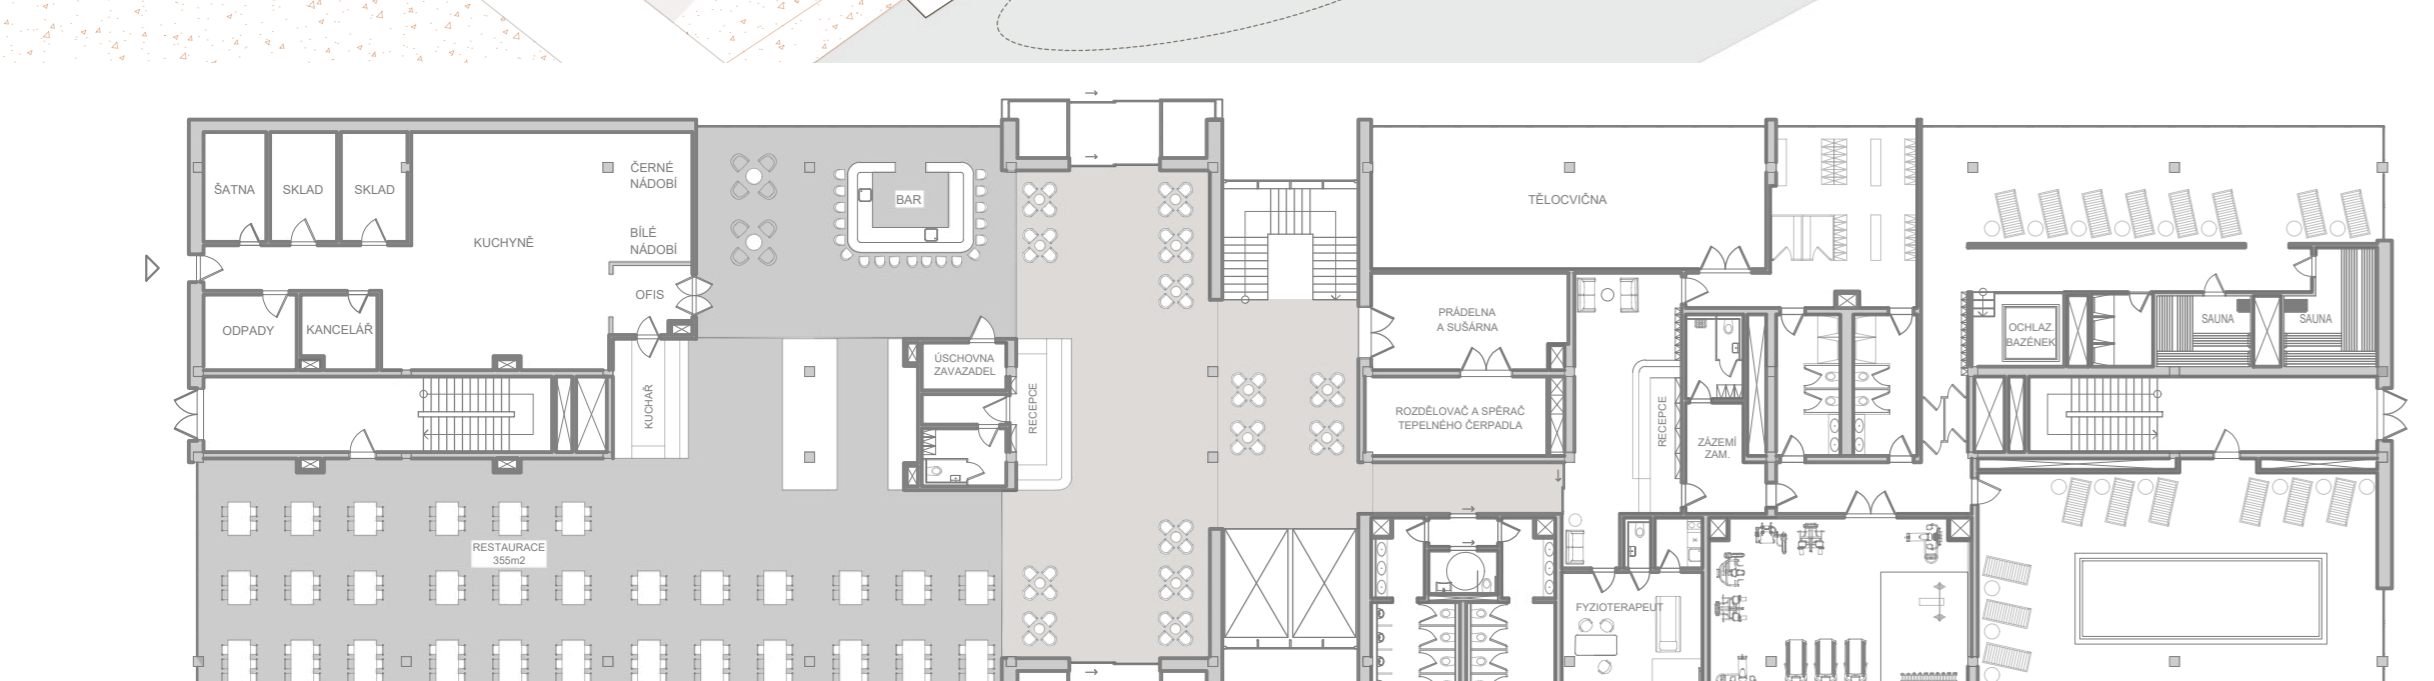 ŠATNA
SKLAD
SKLAD
KUCHYNĚ
ČERNÉ
NÁDOBÍ
BÍLÉ
NÁDOBÍ
OFIS
ODPADY
KANCELÁŘ
KUCHAŘ
BAR
ÚSCHOVNA
ZAVAZADEL
RECEPCE
RESTAURACE
355m2
TĚLOCVIČNA
PRÁDELNA
A SUŠÁRNA
ROZDĚLOVAČ A SPĚRAČ
TEPELNÉHO ČERPADLA
RECEPCE
ZÁZEMÍ
ZAM.
FYZIOTERAPEUT
OCHLAZ.
BAZÉNEK
SAUNA
SAUNA